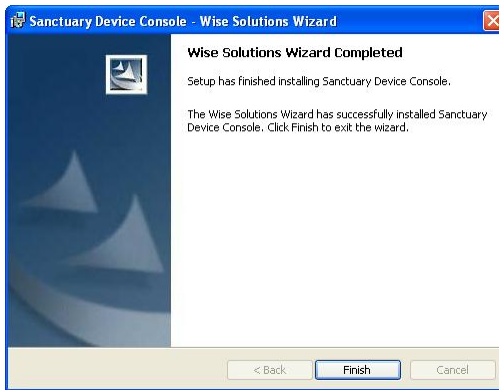 Sanctuary Device Console - Wise Solutions Wizard
Wise Solutions Wizard Completed
Setup has finished installing Sanctuary Device Console.
The Wise Solutions Wizard has successfully installed Sanctuary
Device Console. Click Finish to exit the wizard.
< Back Finish Cancel